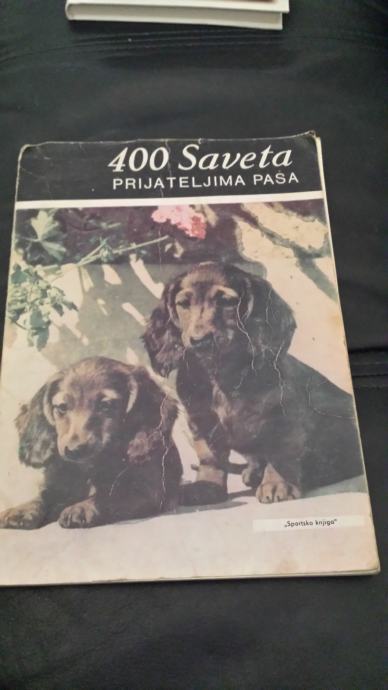 400 Saveta
PRIJATELJIMA PASA
„Sportska knjiga"